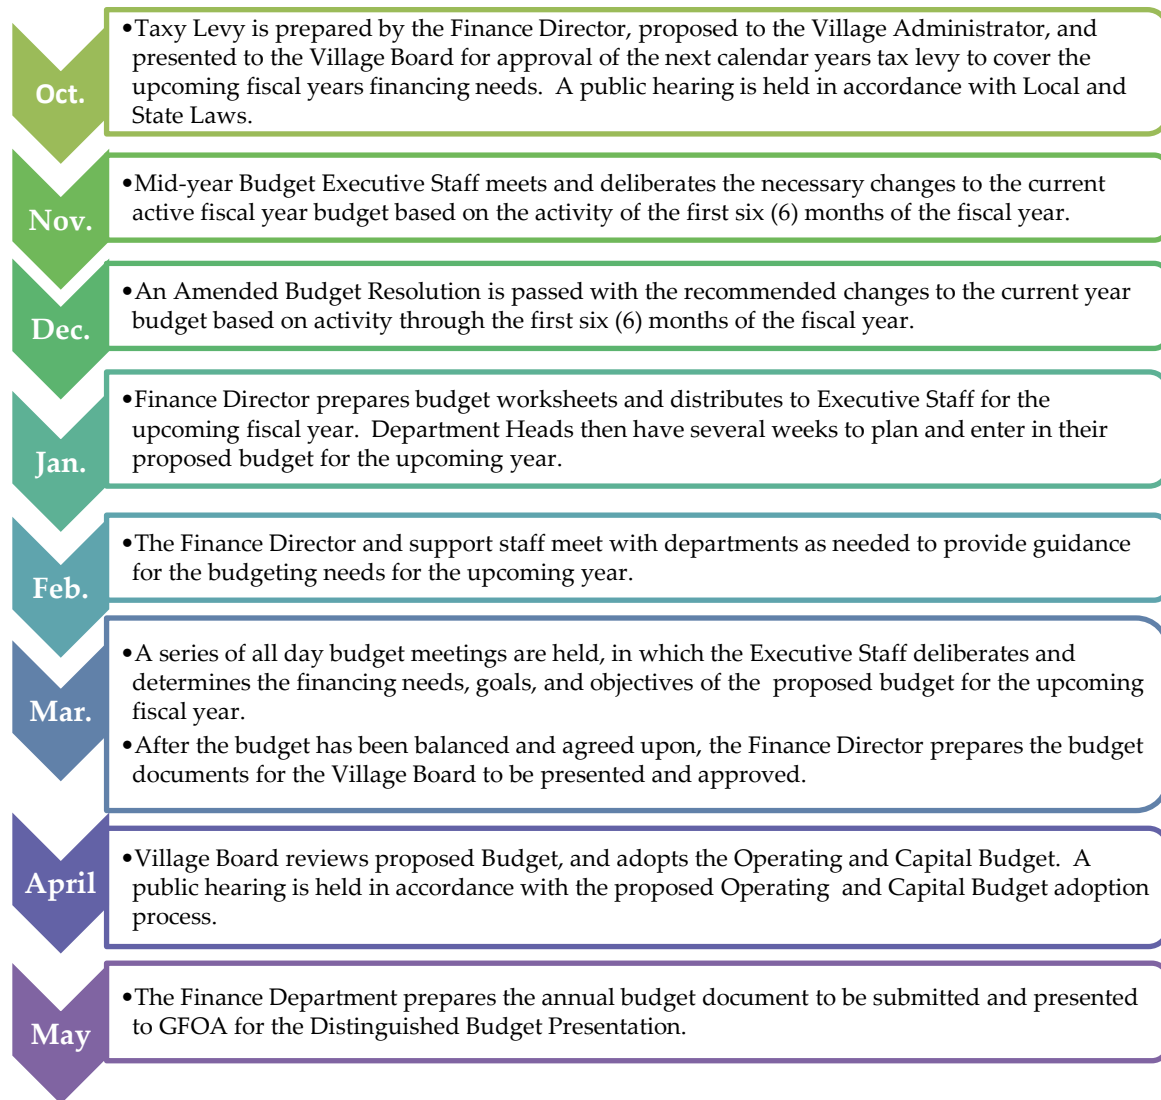 Oct.
•Taxy Levy is prepared by the Finance Director, proposed to the Village Administrator, and
presented to the Village Board for approval of the next calendar years tax levy to cover the
upcoming fiscal years financing needs.  A public hearing is held in accordance with Local and
State Laws.
Nov.
•Mid-year Budget Executive Staff meets and deliberates the necessary changes to the current
active fiscal year budget based on the activity of the first six (6) months of the fiscal year.
Dec.
•An Amended Budget Resolution is passed with the recommended changes to the current year
budget based on activity through the first six (6) months of the fiscal year.
Jan.
•Finance Director prepares budget worksheets and distributes to Executive Staff for the
upcoming fiscal year.  Department Heads then have several weeks to plan and enter in their
proposed budget for the upcoming year.
Feb.
•The Finance Director and support staff meet with departments as needed to provide guidance
for the budgeting needs for the upcoming year.
Mar.
•A series of all day budget meetings are held, in which the Executive Staff deliberates and
determines the financing needs, goals, and objectives of the  proposed budget for the upcoming
fiscal year.
•After the budget has been balanced and agreed upon, the Finance Director prepares the budget
documents for the Village Board to be presented and approved.
April
•Village Board reviews proposed Budget, and adopts the Operating and Capital Budget.  A
public hearing is held in accordance with the proposed Operating  and Capital Budget adoption
process.
May
•The Finance Department prepares the annual budget document to be submitted and presented
to GFOA for the Distinguished Budget Presentation.